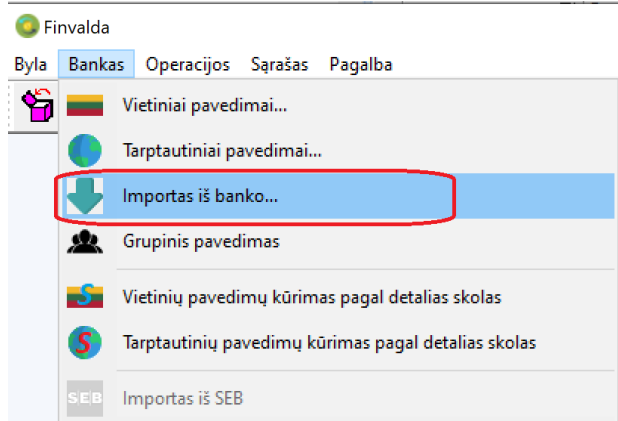 Finvalda
Byla Bankas Operacijos Sąrašas Pagalba
Vietiniai pavedimai...
Tarptautiniai pavedimai...
Importas iš banko...
Grupinis pavedimas
S Vietinių pavedimų kūrimas pagal detalias skolas
S Tarptautinių pavedimų kūrimas pagal detalias skolas
SEB Importas iš SEB